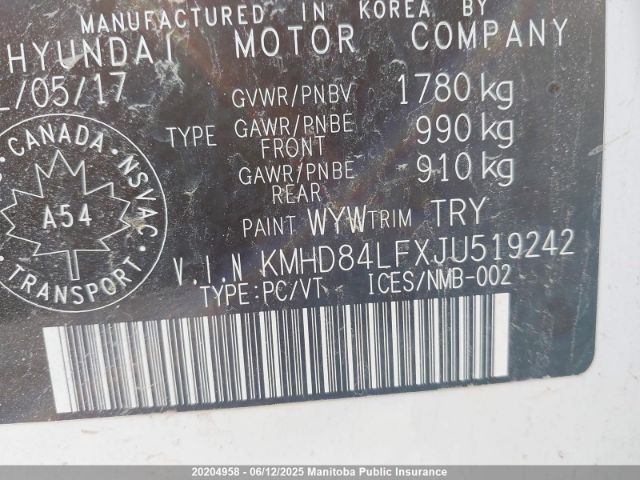 MANUFACTURED IN KOREA BY
HYUNDAI MOTOR COMPANY
/05/17
GVWR/PNBV 1780 kg
TYPE GAWR/PNBE FRONT 990 kg
GAWR/PNBE REAR 910 kg
PAINT WYW TRIM TRY
V.I.N KMHD84LFXJU519242
TYPE:PC/VT ICES/NMB-002
CANADA
NSVAC
A54
TRANSPORT
20204958 - 06/12/2025 Manitoba Public Insurance